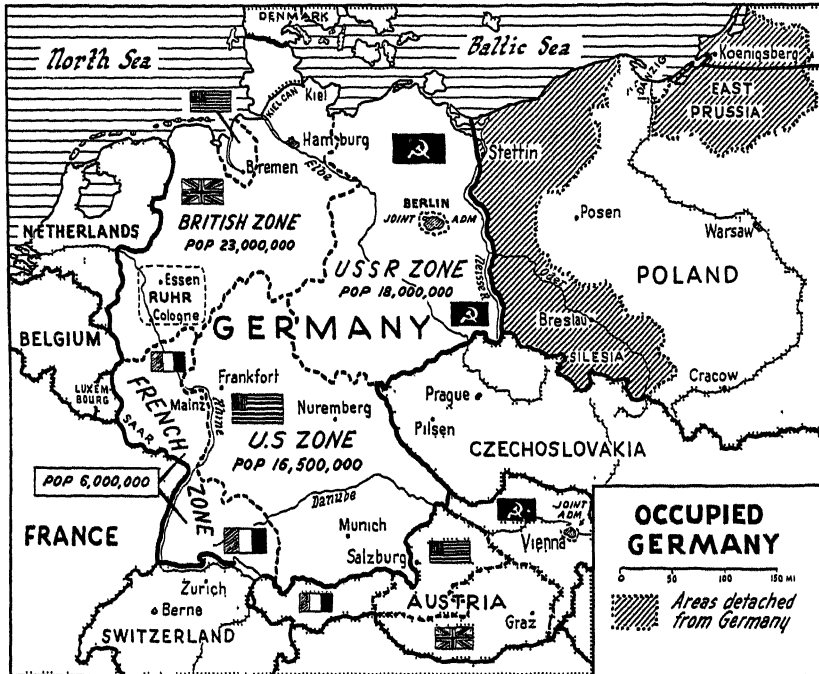 DENMARK
North Sea
Baltic Sea
KIEL CAN
Kiel
DANZIG
Koenigsberg
EAST
PRUSSIA
Hamburg
Elbe
Stettin
Bremen
NETHERLANDS
BRITISH ZONE
POP 23,000,000
BERLIN
JOINT ADM
Posen
Warsaw
USSR ZONE
POP 18,000,000
Neisse R.
Oder
POLAND
Essen
RUHR
Cologne
GERMANY
Breslau
SILESIA
BELGIUM
LUXEM-
BOURG
Frankfort
Mainz
Rhine
FRENCH
ZONE
SAAR
Nuremberg
U.S ZONE
POP 16,500,000
Prague
Pilsen
Cracow
CZECHOSLOVAKIA
POP 6,000,000
FRANCE
Danube
Munich
Salzburg
JOINT
ADM
Vienna
Zurich
Berne
SWITZERLAND
AUSTRIA
Graz
OCCUPIED
GERMANY
0 50 100 150 MI
Areas detached
from Germany